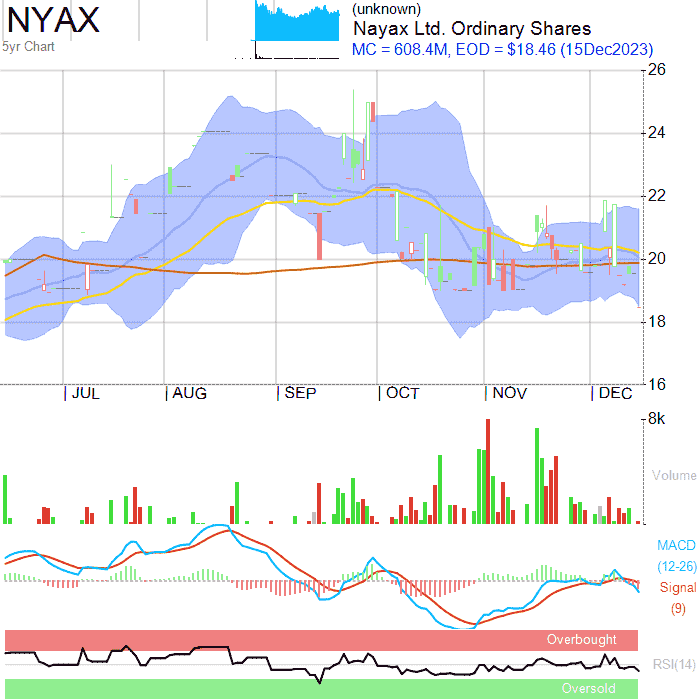 NYAX
5yr Chart
(unknown)
Nayax Ltd. Ordinary Shares
MC = 608.4M, EOD = $18.46 (15Dec2023)
26
24
22
20
18
16
JUL AUG SEP OCT NOV DEC
8k
Volume
MACD
(12-26)
Signal
(9)
Overbought
RSI(14)
Oversold